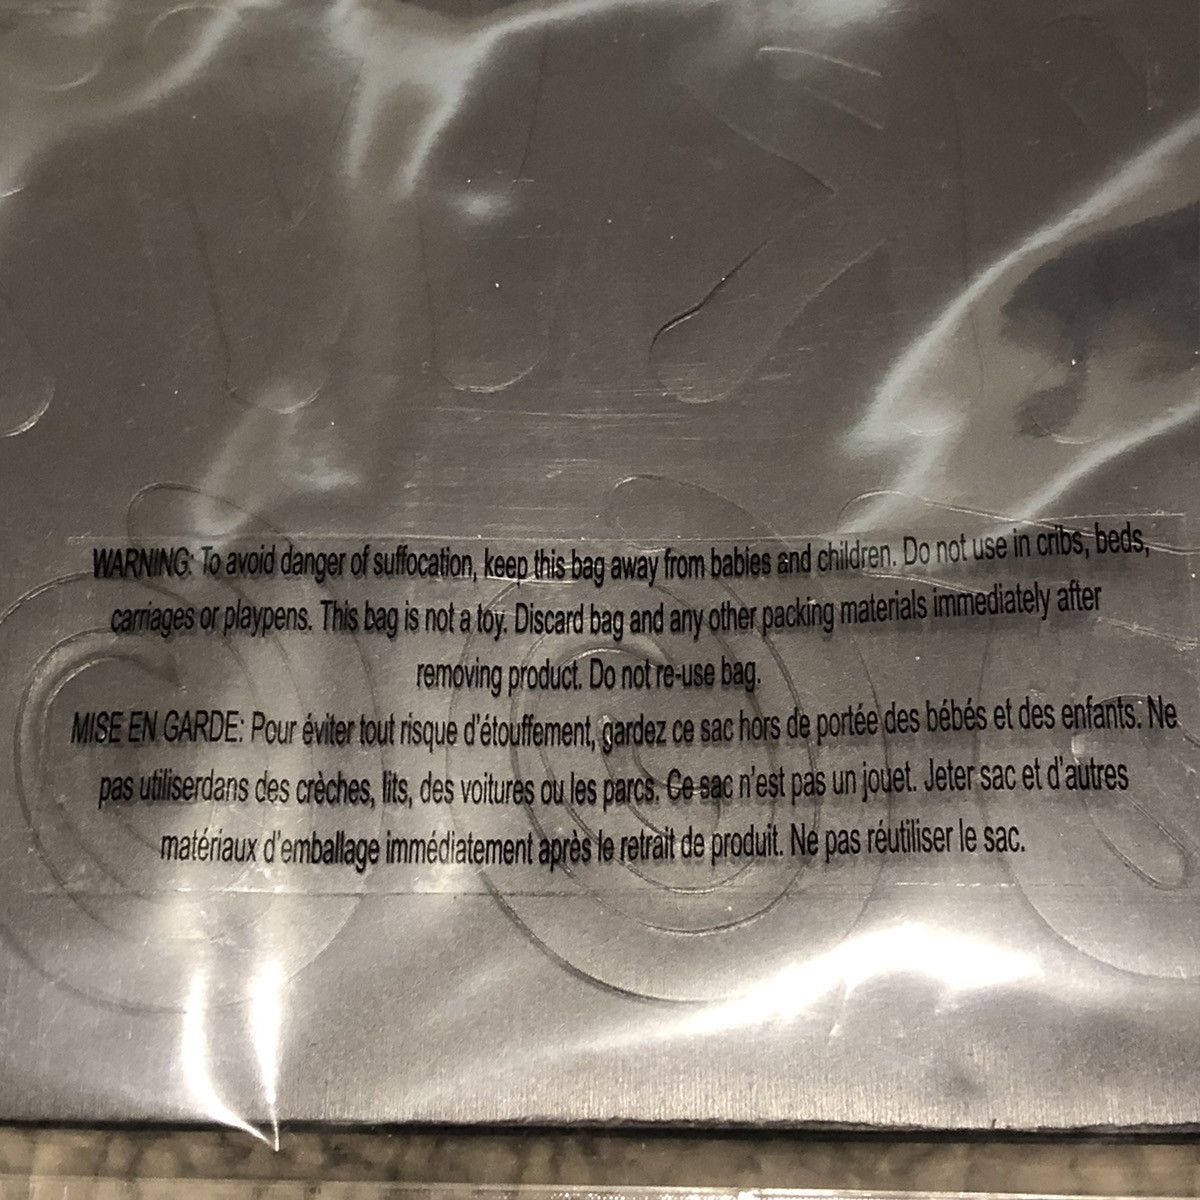 WARNING: To avoid danger of suffocation, keep this bag away from babies and children. Do not use in cribs, beds,
carriages or playpens. This bag is not a toy. Discard bag and any other packing materials immediately after
removing product. Do not re-use bag.
MISE EN GARDE: Pour éviter tout risque d'étouffement, gardez ce sac hors de portée des bébés et des enfants. Ne
pas utiliserdans des crèches, lits, des voitures ou les parcs. Ce sac n'est pas un jouet. Jeter sac et d'autres
matériaux d'emballage immédiatement après le retrait de produit. Ne pas réutiliser le sac.